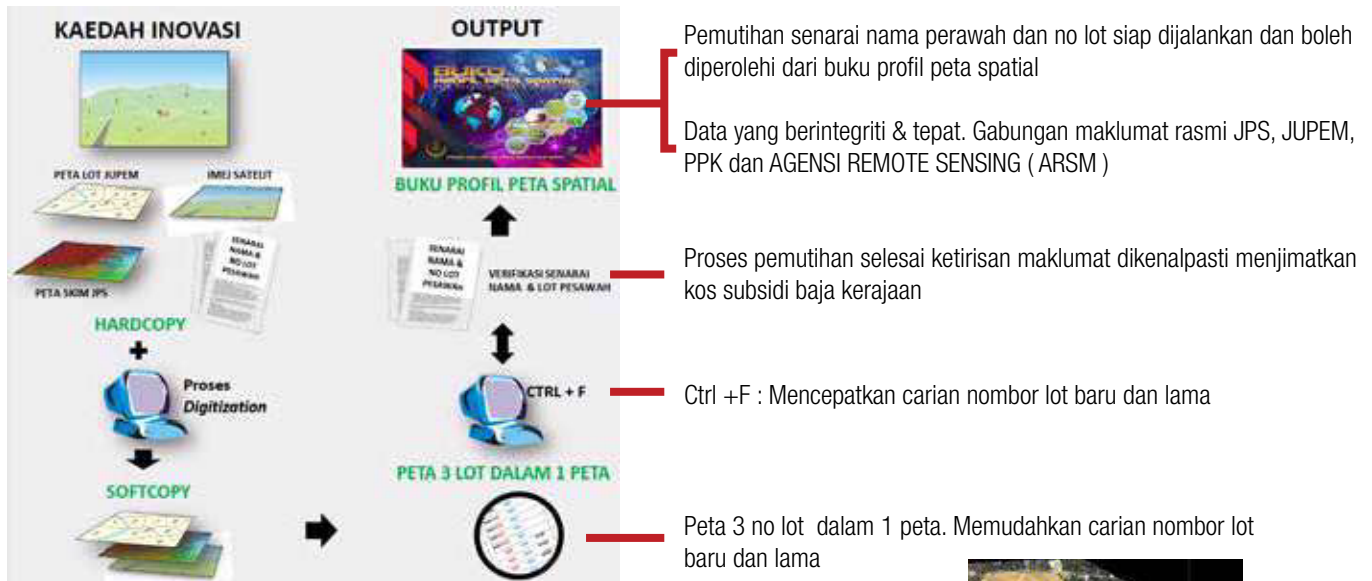 KAEDAH INOVASI
PETA LOT JUPEM
IMEJ SATELIT
PETA SKIM JPS
SENARAI
NAMA &
NO LOT
PESAWAH
HARDCOPY
+
Proses
Digitization
SOFTCOPY
OUTPUT
BUKU
PROFIL PETA SPATIAL
BUKU PROFIL PETA SPATIAL
SENARAI
NAMA &
NO LOT
PESAWAH
VERIFIKASI SENARAI
NAMA & LOT PESAWAH
CTRL + F
PETA 3 LOT DALAM 1 PETA
Pemutihan senarai nama perawah dan no lot siap dijalankan dan boleh
diperolehi dari buku profil peta spatial
Data yang berintegriti & tepat. Gabungan maklumat rasmi JPS, JUPEM,
PPK dan AGENSI REMOTE SENSING ( ARSM )
Proses pemutihan selesai ketirisan maklumat dikenalpasti menjimatkan
kos subsidi baja kerajaan
Ctrl +F : Mencepatkan carian nombor lot baru dan lama
Peta 3 no lot dalam 1 peta. Memudahkan carian nombor lot
baru dan lama